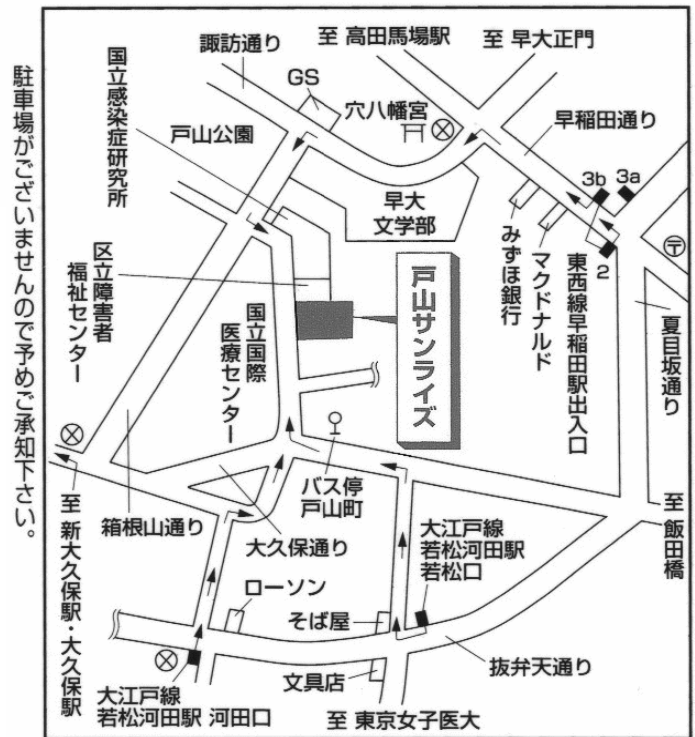 駐車場がございませんので予めご承知下さい。
諏訪通り
至 高田馬場駅
至 早大正門
GS
穴八幡宮
早稲田通り
国立感染症研究所
戸山公園
3b
3a
早大
文学部
みずほ銀行
マクドナルド
東西線早稲田駅出入口
2
〒
夏目坂通り
区立障害者
福祉センター
国立国際
医療センター
戸山サンライズ
バス停
戸山町
至 飯田橋
箱根山通り
大久保通り
大江戸線
若松河田駅
若松口
至 新大久保駅・大久保駅
ローソン
そば屋
抜弁天通り
文具店
大江戸線
若松河田駅 河田口
至 東京女子医大